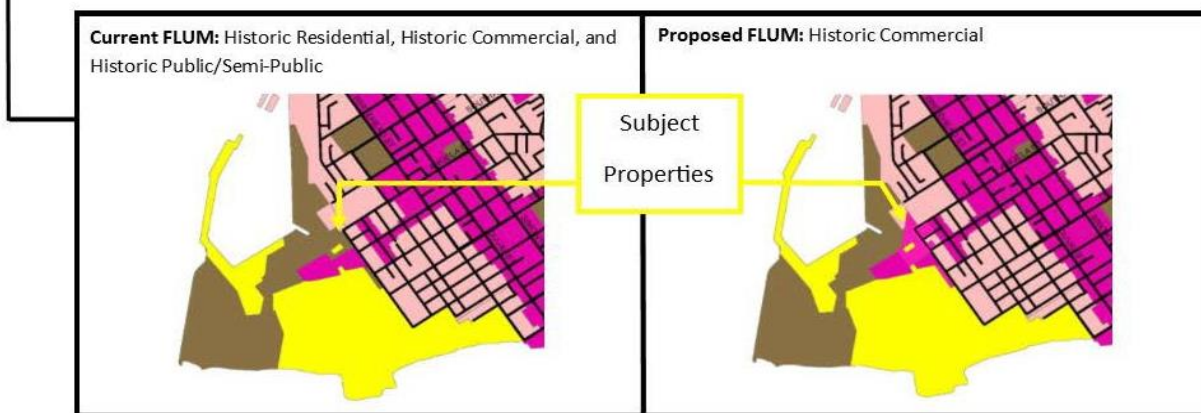 Current FLUM: Historic Residential, Historic Commercial, and
Historic Public/Semi-Public
Proposed FLUM: Historic Commercial
Subject
Properties